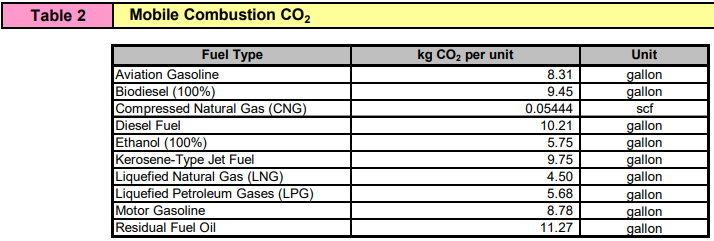 Table 2 Mobile Combustion CO₂
Fuel Type kg CO₂ per unit Unit
Aviation Gasoline 8.31 gallon
Biodiesel (100%) 9.45 gallon
Compressed Natural Gas (CNG) 0.05444 scf
Diesel Fuel 10.21 gallon
Ethanol (100%) 5.75 gallon
Kerosene-Type Jet Fuel 9.75 gallon
Liquefied Natural Gas (LNG) 4.50 gallon
Liquefied Petroleum Gases (LPG) 5.68 gallon
Motor Gasoline 8.78 gallon
Residual Fuel Oil 11.27 gallon